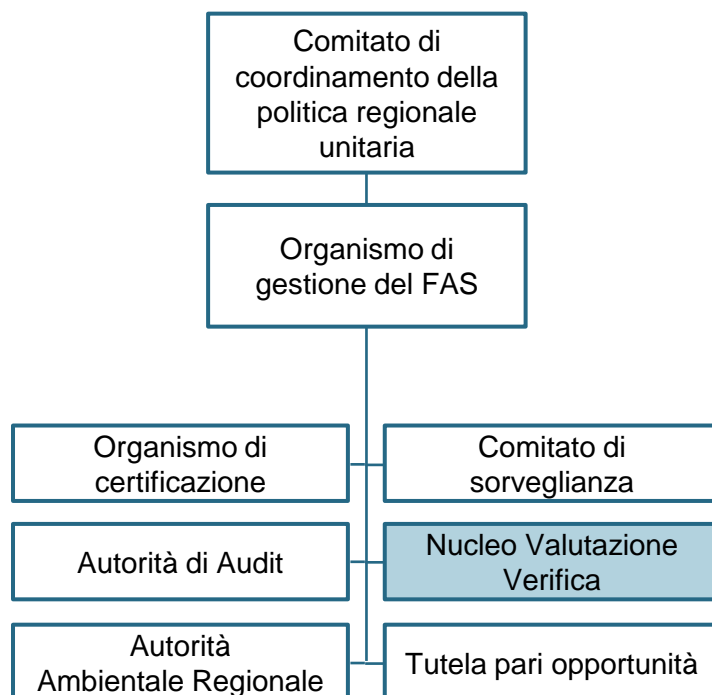 Comitato di
coordinamento della
politica regionale
unitaria
Organismo di
gestione del FAS
Organismo di
certificazione
Comitato di
sorveglianza
Autorità di Audit
Nucleo Valutazione
Verifica
Autorità
Ambientale Regionale
Tutela pari opportunità